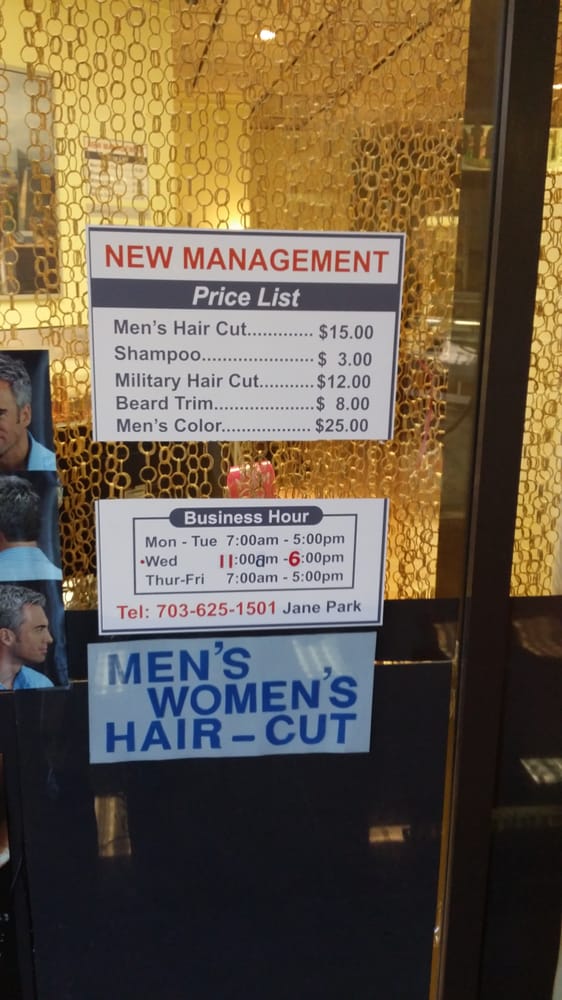 NEW MANAGEMENT
Price List
Men's Hair Cut............. $15.00
Shampoo..................... $ 3.00
Military Hair Cut.......... $12.00
Beard Trim................... $ 8.00
Men's Color.................. $25.00
Business Hour
Mon - Tue 7:00am - 5:00pm
•Wed 11:00am -6:00pm
Thur-Fri 7:00am - 5:00pm
Tel: 703-625-1501 Jane Park
MEN'S
WOMEN'S
HAIR-CUT